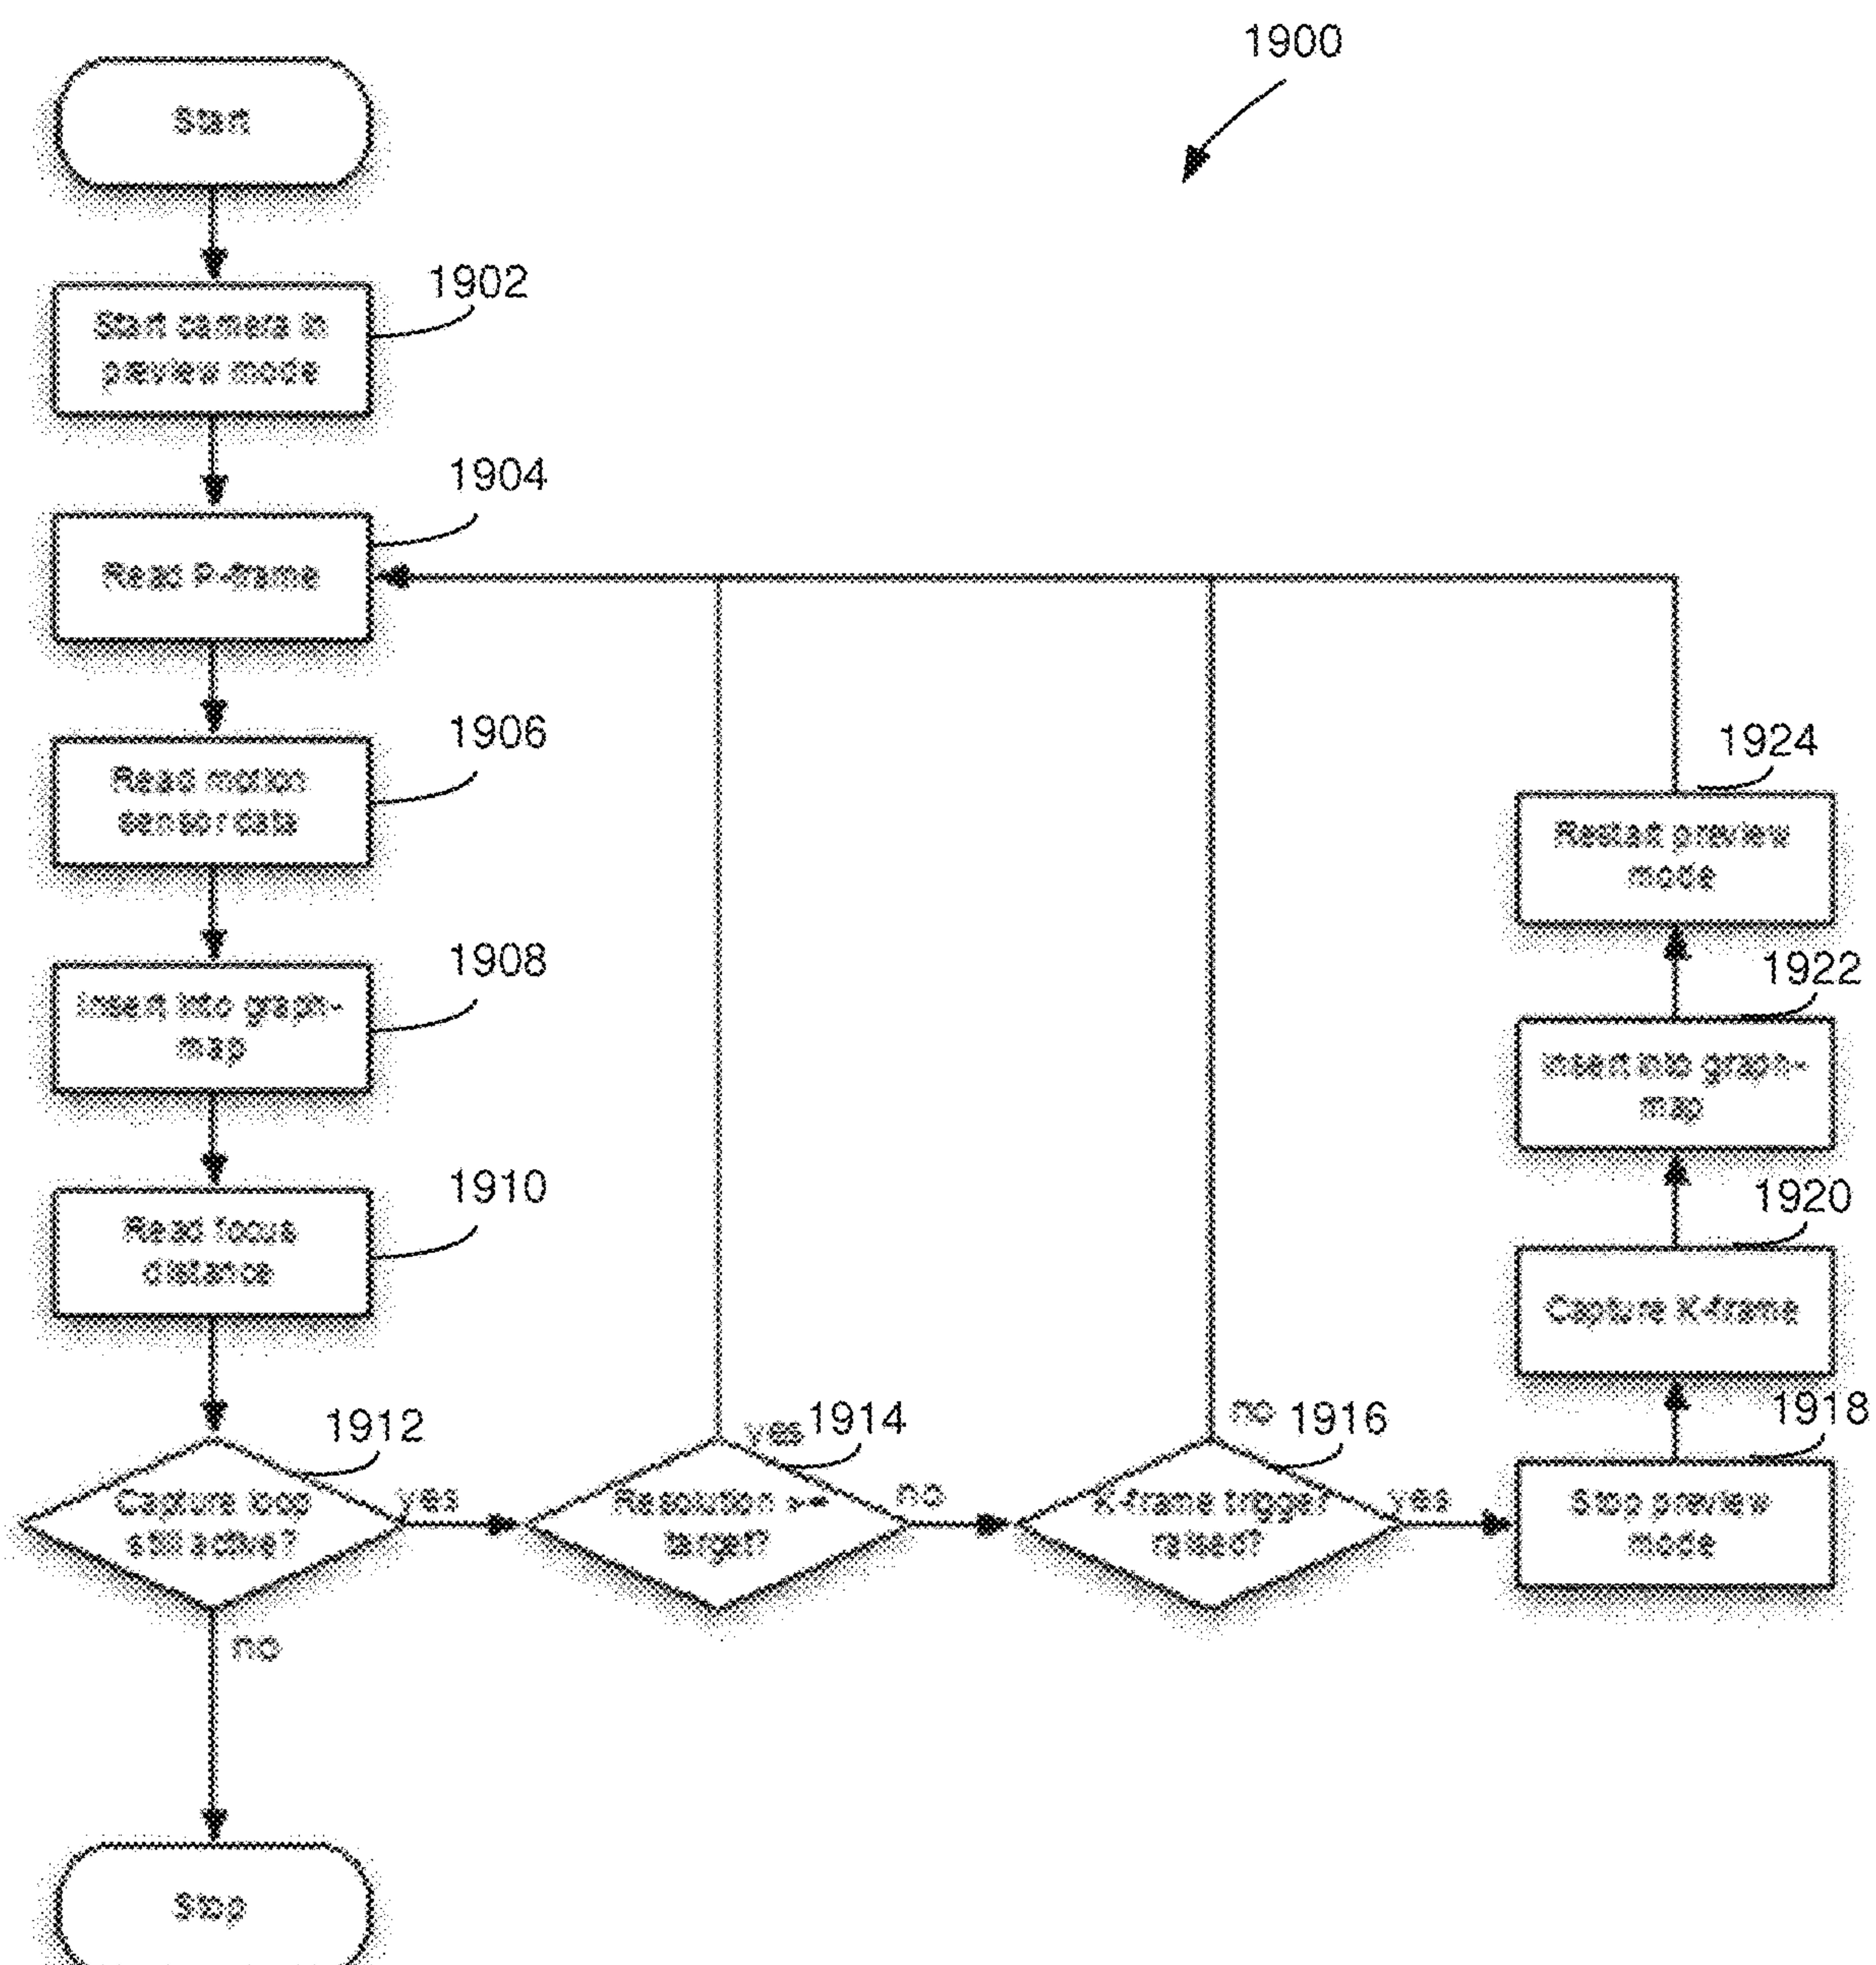 1900
Start
1902
Start camera in
preview mode
1904
Read P-frame
1906
Read motion
sensor data
1908
Insert into graph-
map
1910
Read focus
distance
1912
Capture loop
still active?
yes
no
Stop
1914
yes
Resolution >=
target?
no
1916
no
K-frame trigger
raised?
yes
1918
Stop preview
mode
1920
Capture K-frame
1922
Insert into graph-
map
1924
Restart preview
mode